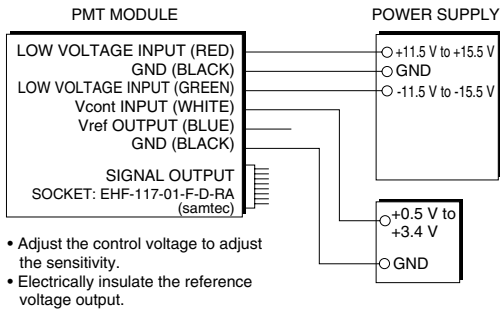 PMT MODULE
LOW VOLTAGE INPUT (RED)
GND (BLACK)
LOW VOLTAGE INPUT (GREEN)
Vcont INPUT (WHITE)
Vref OUTPUT (BLUE)
GND (BLACK)
SIGNAL OUTPUT
SOCKET: EHF-117-01-F-D-RA
(samtec)
POWER SUPPLY
+11.5 V to +15.5 V
GND
-11.5 V to -15.5 V
+0.5 V to
+3.4 V
GND
• Adjust the control voltage to adjust
the sensitivity.
• Electrically insulate the reference
voltage output.